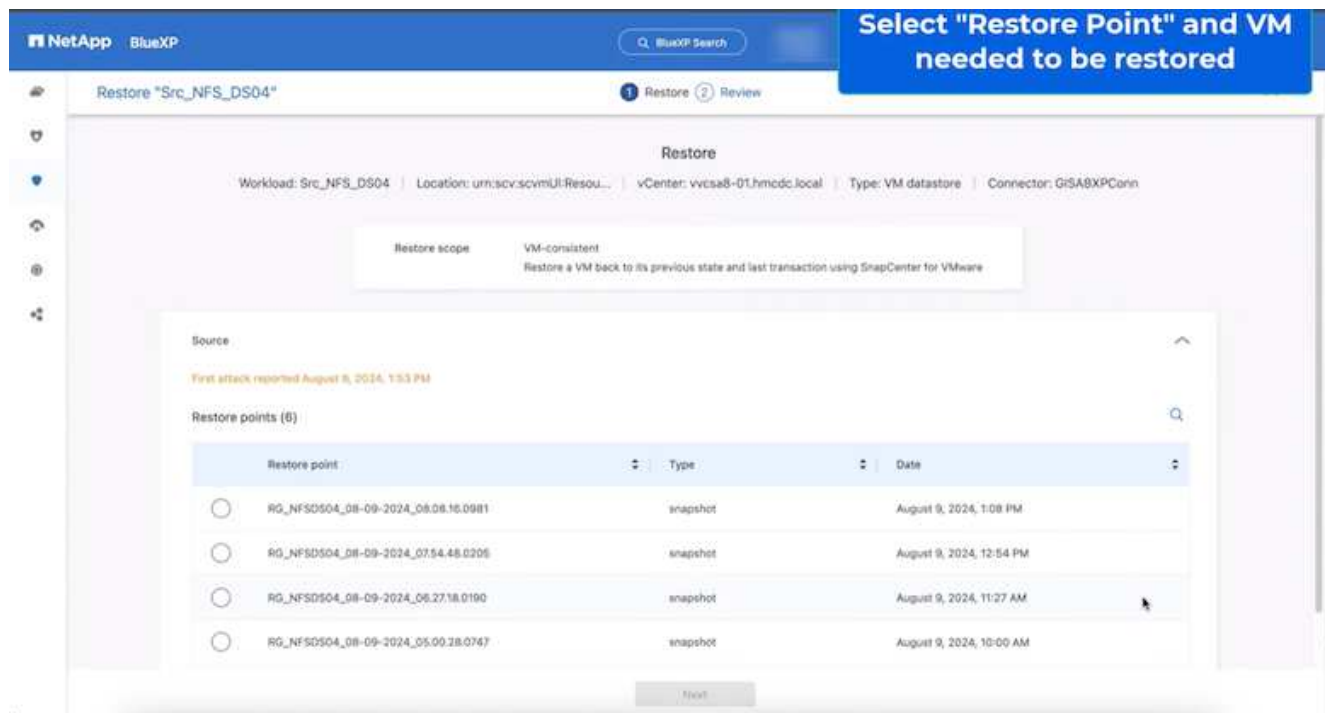 NetApp BlueXP
BlueXP Search
Select "Restore Point" and VM
needed to be restored
Restore "Src_NFS_DS04"
1 Restore 2 Review
Restore
Workload: Src_NFS_DS04 | Location: urn:scv:scvmUI:Resou... | vCenter: vvcsa8-01.hmcdc.local | Type: VM datastore | Connector: GISABXPConn
Restore scope VM-consistent
Restore a VM back to its previous state and last transaction using SnapCenter for VMware
Source
First attack reported August 2024, 1:53 PM
Restore points (6)
Restore point Type Date
RG_NFSDS04_08-09-2024_08.08.16.0981 snapshot August 9, 2024, 1:08 PM
RG_NFSDS04_08-09-2024_07.54.48.0205 snapshot August 9, 2024, 12:54 PM
RG_NFSDS04_08-09-2024_06.27.18.0190 snapshot August 9, 2024, 11:27 AM
RG_NFSDS04_08-09-2024_05.00.28.0747 snapshot August 9, 2024, 10:00 AM
Next